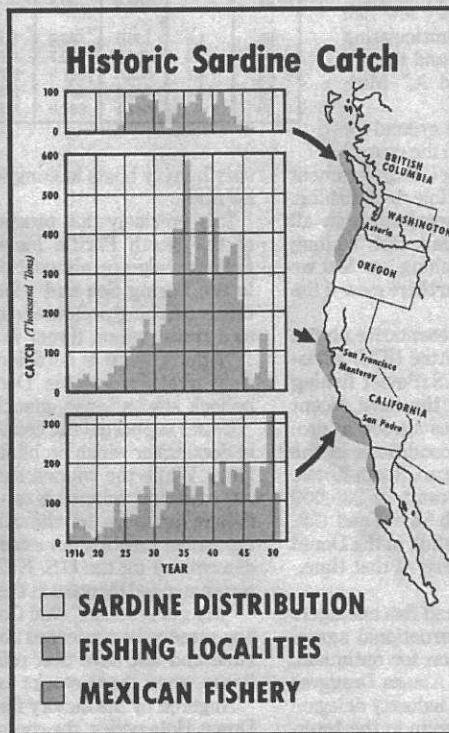 Historic Sardine Catch
100
0
600
500
400
300
200
100
0
300
200
100
0
CATCH (Thousand Tons)
1916 20 25 30 35 40 45 50
YEAR
BRITISH
COLUMBIA
WASHINGTON
Astoria
OREGON
San Francisco
Monterey
CALIFORNIA
San Pedro
SARDINE DISTRIBUTION
FISHING LOCALITIES
MEXICAN FISHERY